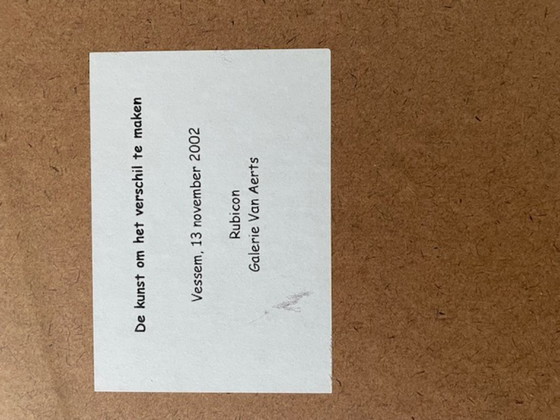 De kunst om het verschil te maken
Vessem, 13 november 2002
Rubicon
Galerie Van Aerts